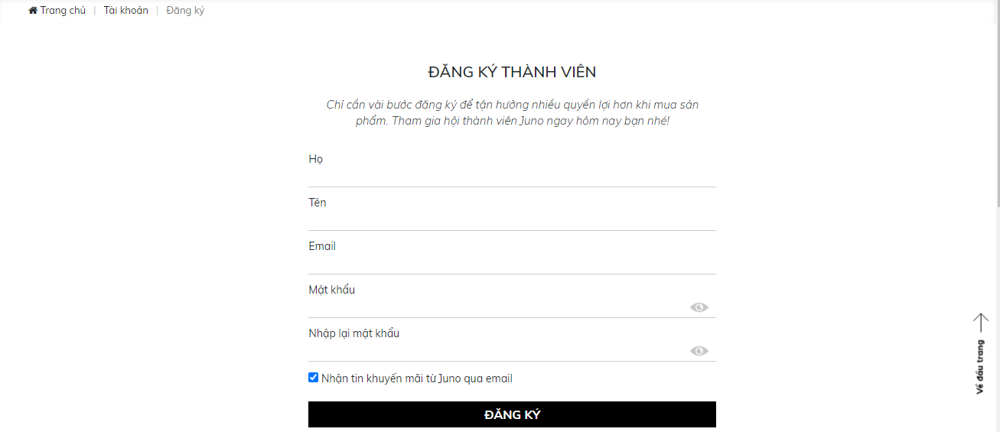 Trang chủ | Tài khoản | Đăng ký
ĐĂNG KÝ THÀNH VIÊN
Chỉ cần vài bước đăng ký để tận hưởng nhiều quyền lợi hơn khi mua sản
phẩm. Tham gia hội thành viên Juno ngay hôm nay bạn nhé!
Họ
Tên
Email
Mật khẩu
Nhập lại mật khẩu
Nhận tin khuyến mãi từ Juno qua email
ĐĂNG KÝ
Về đầu trang